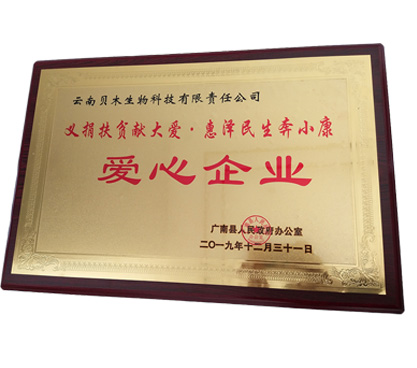 云南贝木生物科技有限责任公司
义捐扶贫献大爱·惠泽民生奔小康
爱心企业
广南县人民政府办公室
二〇一九年十二月三十一日